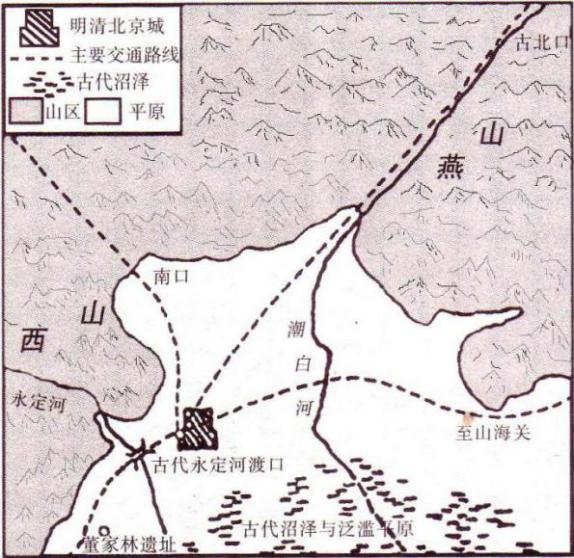 明清北京城
主要交通路线
古代沼泽
山区 平原
古北口
燕山
南口
西山
潮白河
永定河
至山海关
古代永定河渡口
古代沼泽与泛滥平原
董家林遗址